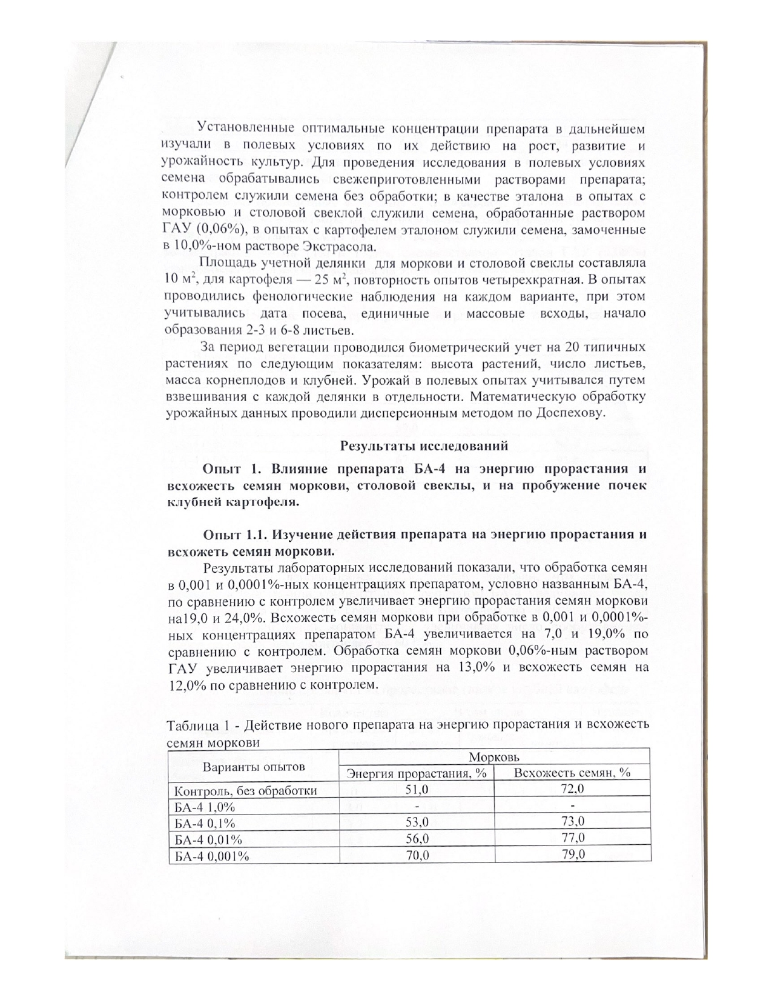 Установленные оптимальные концентрации препарата в дальнейшем
изучали в полевых условиях по их действию на рост, развитие и
урожайность культур. Для проведения исследования в полевых условиях
семена обрабатывались свежеприготовленными растворами препарата;
контролем служили семена без обработки; в качестве эталона в опытах с
морковью и столовой свеклой служили семена, обработанные раствором
ГАУ (0,06%), в опытах с картофелем эталоном служили семена, замоченные
в 10,0%-ном растворе Экстрасола.
Площадь учетной делянки для моркови и столовой свеклы составляла
10 м², для картофеля — 25 м², повторность опытов четырехкратная. В опытах
проводились фенологические наблюдения на каждом варианте, при этом
учитывались дата посева, единичные и массовые всходы, начало
образования 2-3 и 6-8 листьев.
За период вегетации проводился биометрический учет на 20 типичных
растениях по следующим показателям: высота растений, число листьев,
масса корнеплодов и клубней. Урожай в полевых опытах учитывался путем
взвешивания с каждой делянки в отдельности. Математическую обработку
урожайных данных проводили дисперсионным методом по Доспехову.
Результаты исследований
Опыт 1. Влияние препарата БА-4 на энергию прорастания и
всхожесть семян моркови, столовой свеклы, и на пробужение почек
клубней картофеля.
Опыт 1.1. Изучение действия препарата на энергию прорастания и
всхожеть семян моркови.
Результаты лабораторных исследований показали, что обработка семян
в 0,001 и 0,0001%-ных концентрациях препаратом, условно названным БА-4,
по сравнению с контролем увеличивает энергию прорастания семян моркови
на19,0 и 24,0%. Всхожесть семян моркови при обработке в 0,001 и 0,0001%-
ных концентрациях препаратом БА-4 увеличивается на 7,0 и 19,0% по
сравнению с контролем. Обработка семян моркови 0,06%-ным раствором
ГАУ увеличивает энергию прорастания на 13,0% и всхожесть семян на
12,0% по сравнению с контролем.
Таблица 1 - Действие нового препарата на энергию прорастания и всхожесть
семян моркови
Варианты опытов Морковь
Энергия прорастания, % Всхожесть семян, %
Контроль, без обработки 51,0 72,0
БА-4 1,0% - -
БА-4 0,1% 53,0 73,0
БА-4 0,01% 56,0 77,0
БА-4 0,001% 70,0 79,0